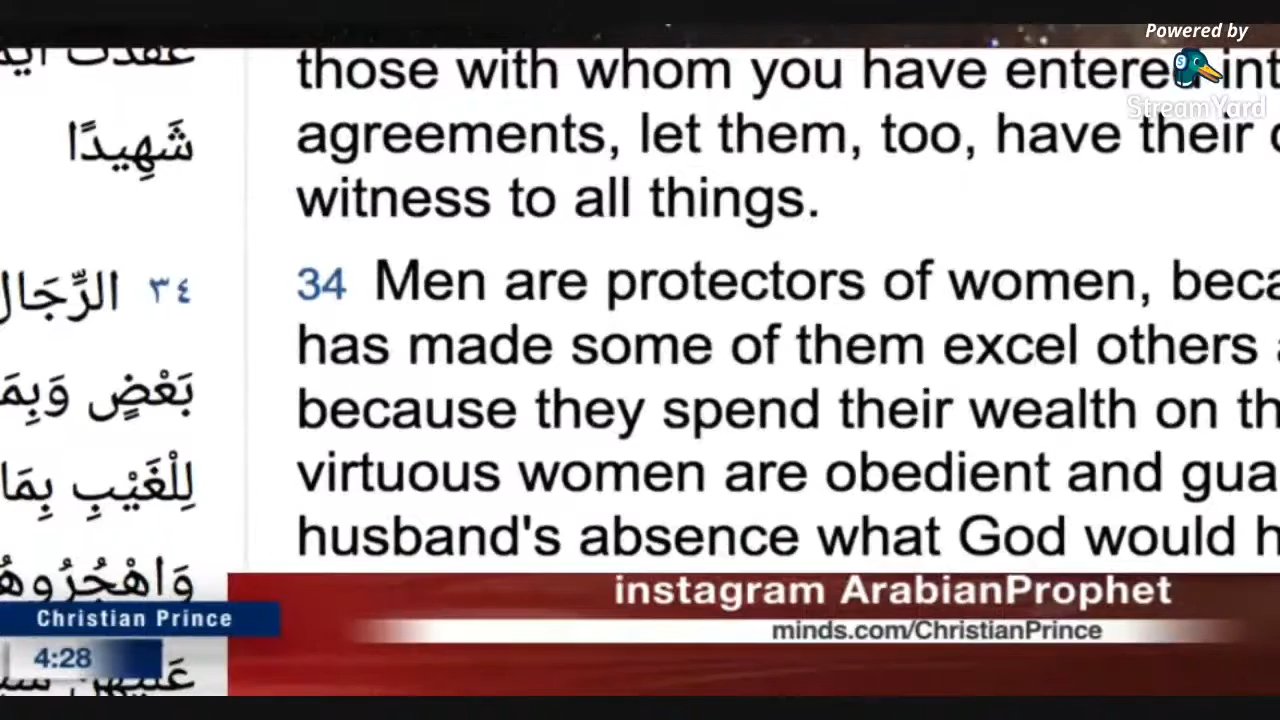 Powered by
StreamYard
those with whom you have entered int
agreements, let them, too, have their
witness to all things.
34 Men are protectors of women, beca
has made some of them excel others
because they spend their wealth on th
virtuous women are obedient and gua
husband's absence what God would h
شَهِيدًا
٣٤ الرِّجَال
بَعْضٍ وَبِمَ
لِلْغَيْبِ بِمَا
وَاهْجُرُوهُ
instagram ArabianProphet
minds.com/ChristianPrince
Christian Prince
4:28